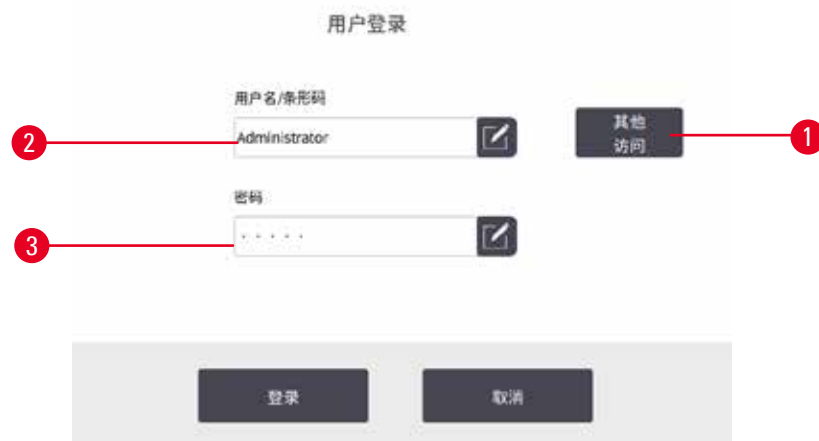 用户登录
用户名/条形码
2
Administrator
其他
访问
1
密码
3
· · · · ·
登录
取消